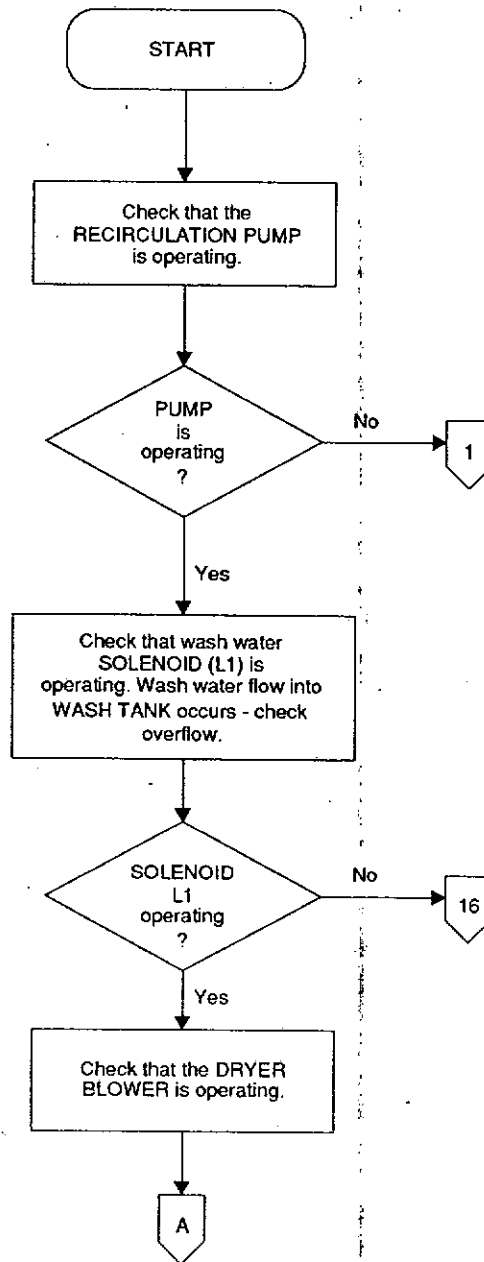 START
Check that the
RECIRCULATION PUMP
is operating.
PUMP
is
operating
?
No
1
Yes
Check that wash water
SOLENOID (L1) is
operating. Wash water flow into
WASH TANK occurs - check
overflow.
SOLENOID
L1
operating
?
No
16
Yes
Check that the DRYER
BLOWER is operating.
A